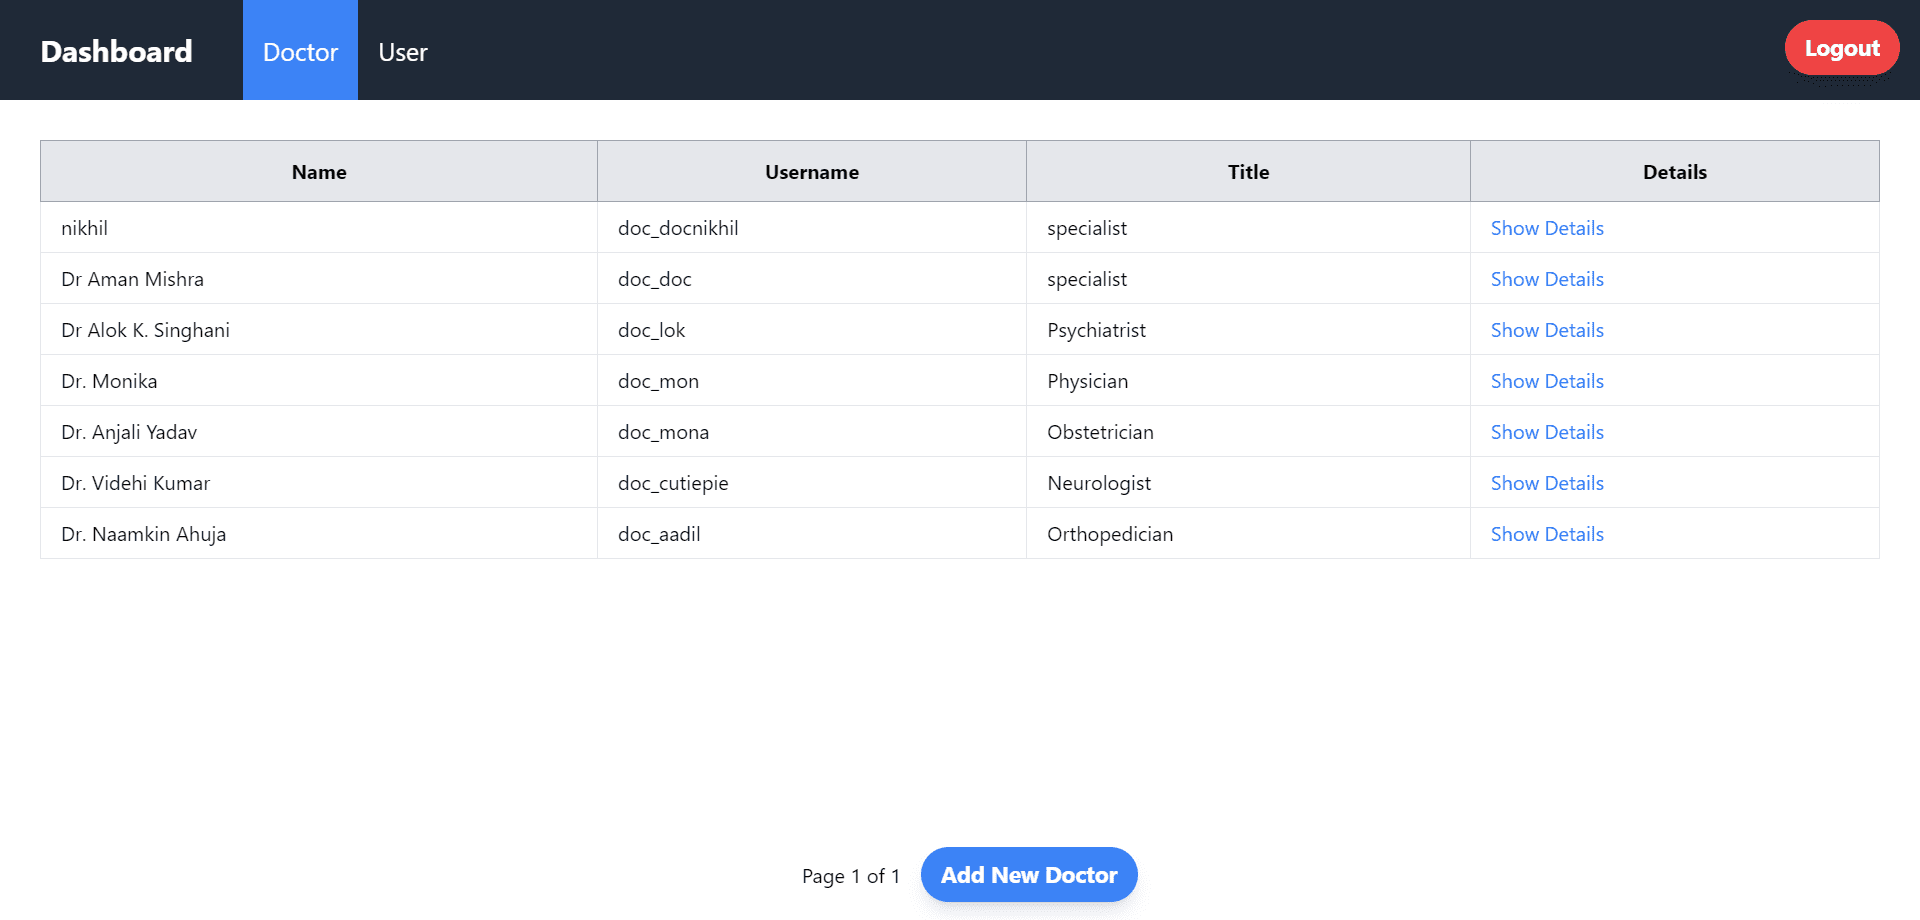 Dashboard Doctor User Logout
Name Username Title Details
nikhil doc_docnikhil specialist Show Details
Dr Aman Mishra doc_doc specialist Show Details
Dr Alok K. Singhani doc_lok Psychiatrist Show Details
Dr. Monika doc_mon Physician Show Details
Dr. Anjali Yadav doc_mona Obstetrician Show Details
Dr. Videhi Kumar doc_cutiepie Neurologist Show Details
Dr. Naamkin Ahuja doc_aadil Orthopedician Show Details
Page 1 of 1 Add New Doctor